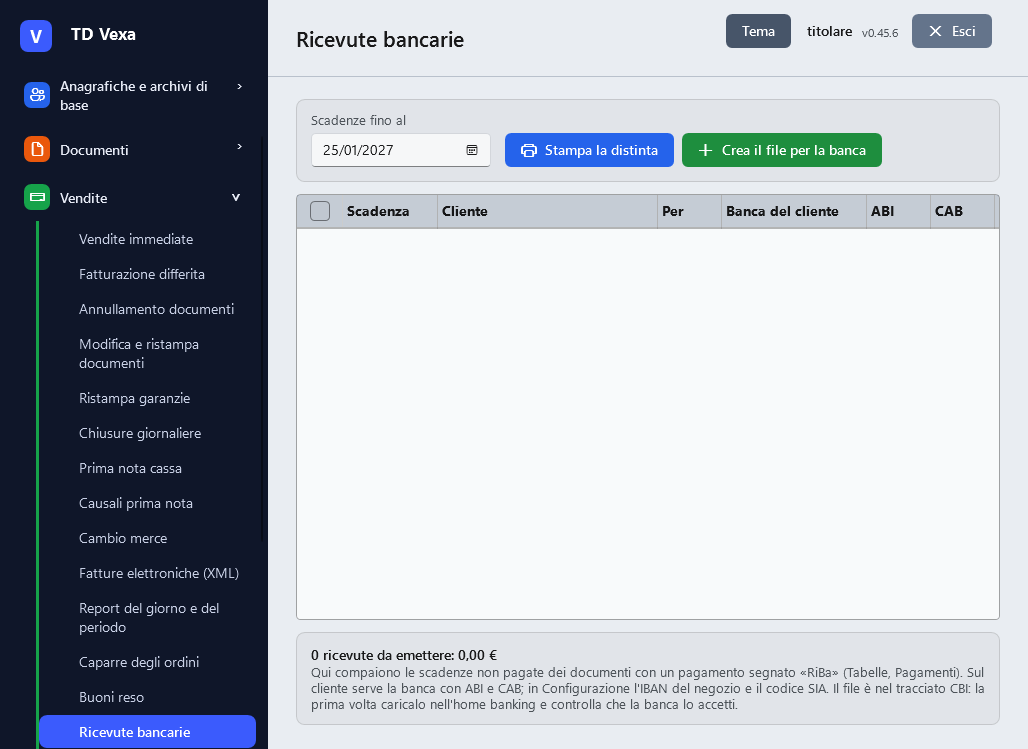 V TD Vexa
Anagrafiche e archivi di
base
Documenti
Vendite
Vendite immediate
Fatturazione differita
Annullamento documenti
Modifica e ristampa
documenti
Ristampa garanzie
Chiusure giornaliere
Prima nota cassa
Causali prima nota
Cambio merce
Fatture elettroniche (XML)
Report del giorno e del
periodo
Caparre degli ordini
Buoni reso
Ricevute bancarie
Ricevute bancarie
Tema titolare v0.45.6 Esci
Scadenze fino al
25/01/2027 Stampa la distinta Crea il file per la banca
Scadenza Cliente Per Banca del cliente ABI CAB
0 ricevute da emettere: 0,00 €
Qui compaiono le scadenze non pagate dei documenti con un pagamento segnato «RiBa» (Tabelle, Pagamenti). Sul
cliente serve la banca con ABI e CAB; in Configurazione l'IBAN del negozio e il codice SIA. Il file è nel tracciato CBI: la
prima volta caricalo nell'home banking e controlla che la banca lo accetti.